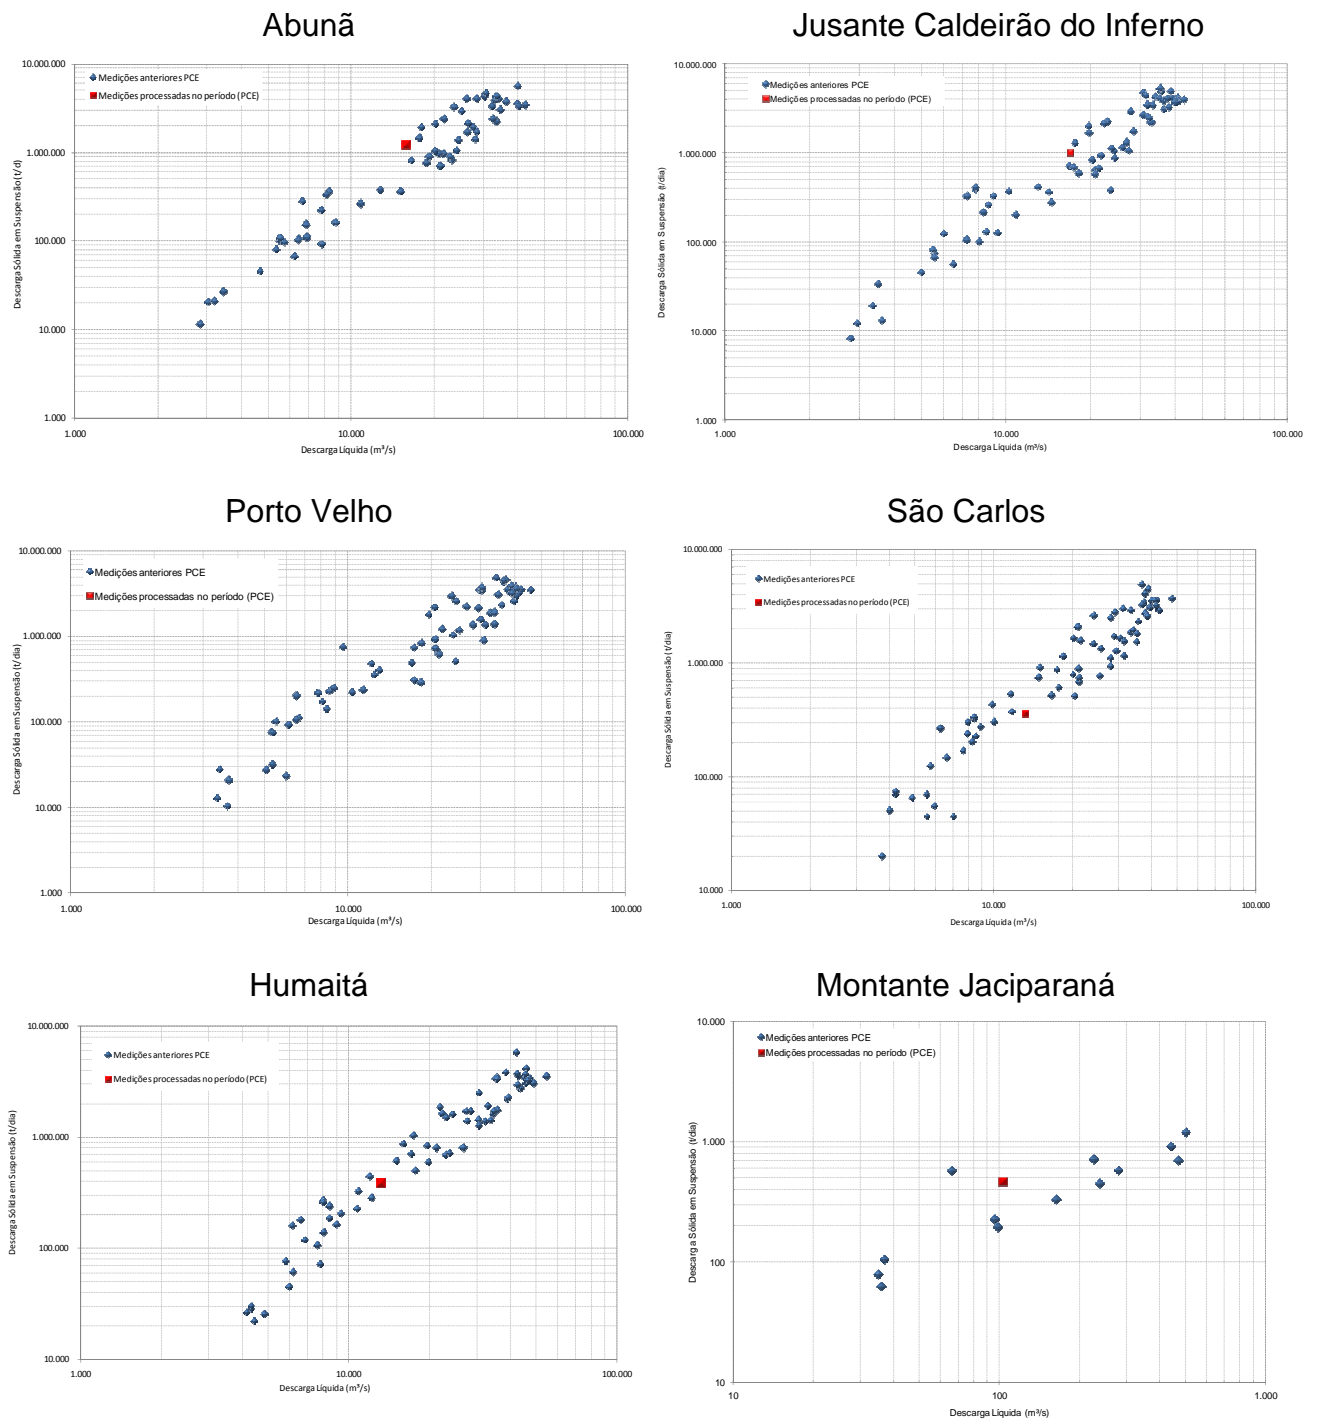 Abunã
Medições anteriores PCE
Medições processadas no período (PCE)
10.000.000
1.000.000
100.000
10.000
1.000
1.000
10.000
100.000
Descarga Sólida em Suspensão (t/d)
Descarga Líquida (m³/s)
Jusante Caldeirão do Inferno
Medições anteriores PCE
Medições processadas no período (PCE)
10.000.000
1.000.000
100.000
10.000
1.000
1.000
10.000
100.000
Descarga Sólida em Suspensão (t/dia)
Descarga Líquida (m³/s)
Porto Velho
Medições anteriores PCE
Medições processadas no período (PCE)
10.000.000
1.000.000
100.000
10.000
1.000
1.000
10.000
100.000
Descarga Sólida em Suspensão (t/dia)
Descarga Líquida (m³/s)
São Carlos
Medições anteriores PCE
Medições processadas no período (PCE)
10.000.000
1.000.000
100.000
10.000
1.000
10.000
100.000
Descarga Sólida em Suspensão (t/dia)
Descarga Líquida (m³/s)
Humaitá
Medições anteriores PCE
Medições processadas no período (PCE)
10.000.000
1.000.000
100.000
10.000
1.000
10.000
100.000
Descarga Sólida em Suspensão (t/dia)
Descarga Líquida (m³/s)
Montante Jaciparaná
Medições anteriores PCE
Medições processadas no período (PCE)
10.000
1.000
100
10
10
100
1.000
Descarga Sólida em Suspensão (t/dia)
Descarga Líquida (m³/s)